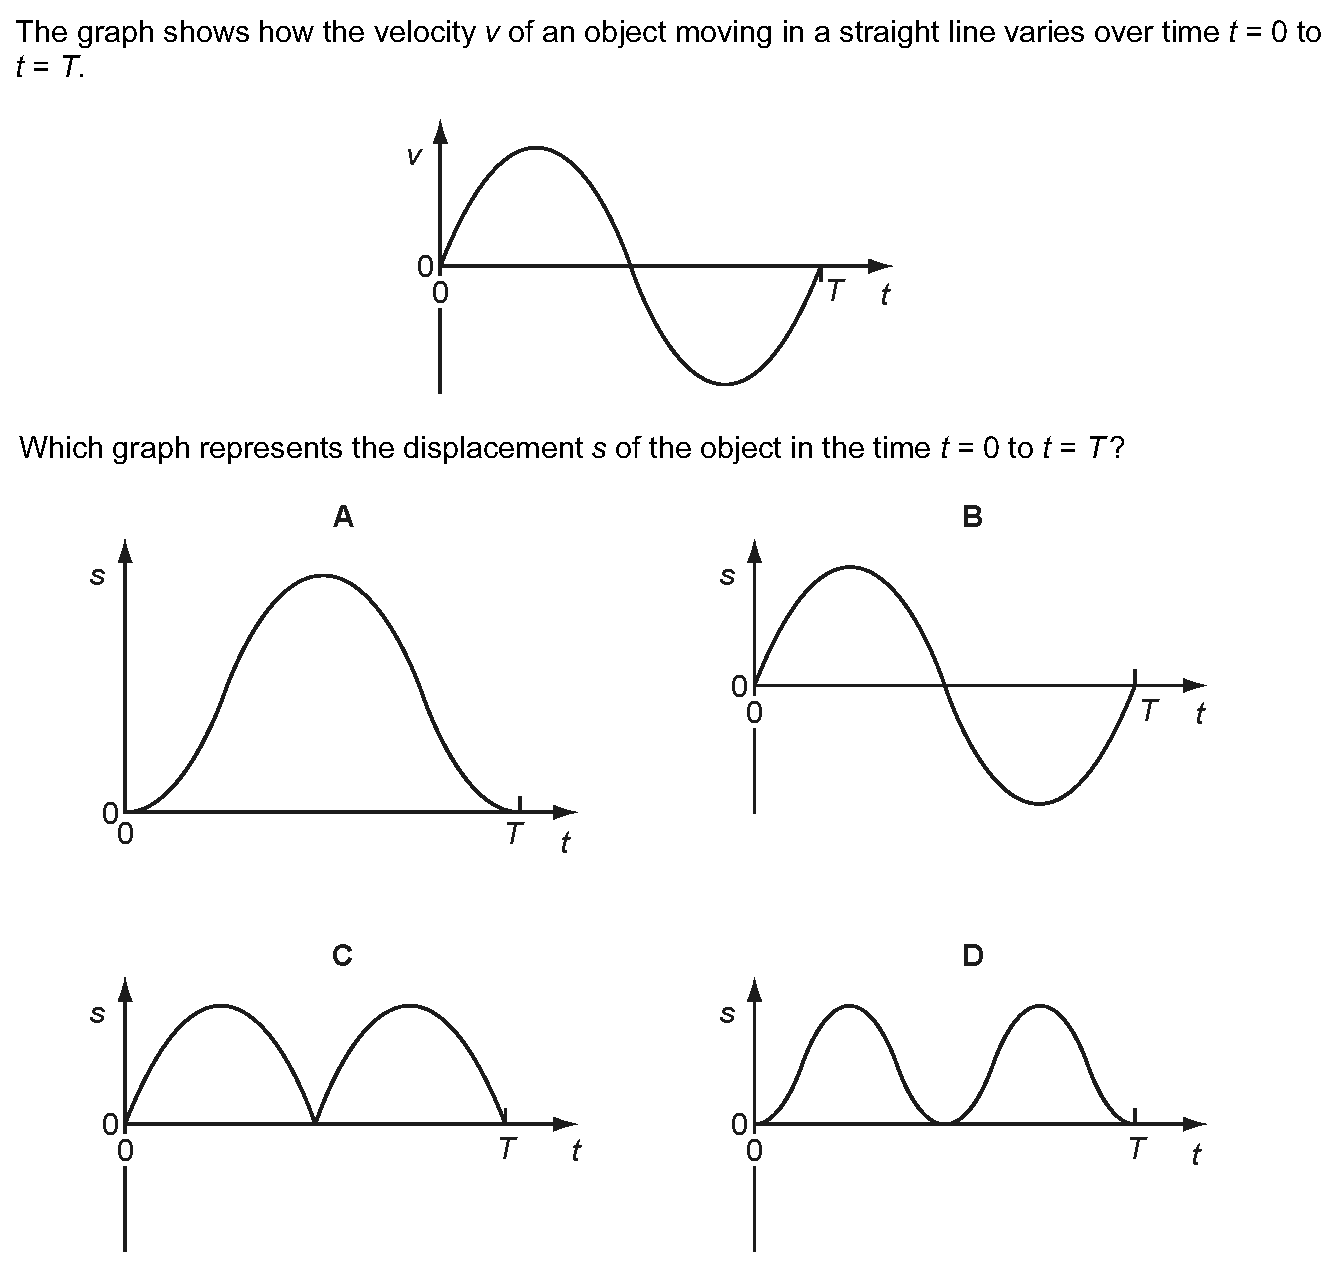 The graph shows how the velocity v of an object moving in a straight line varies over time t = 0 to
t = T.
v
0
0
T
t
Which graph represents the displacement s of the object in the time t = 0 to t = T?
A
s
0
0
T
t
B
s
0
0
T
t
C
s
0
0
T
t
D
s
0
0
T
t